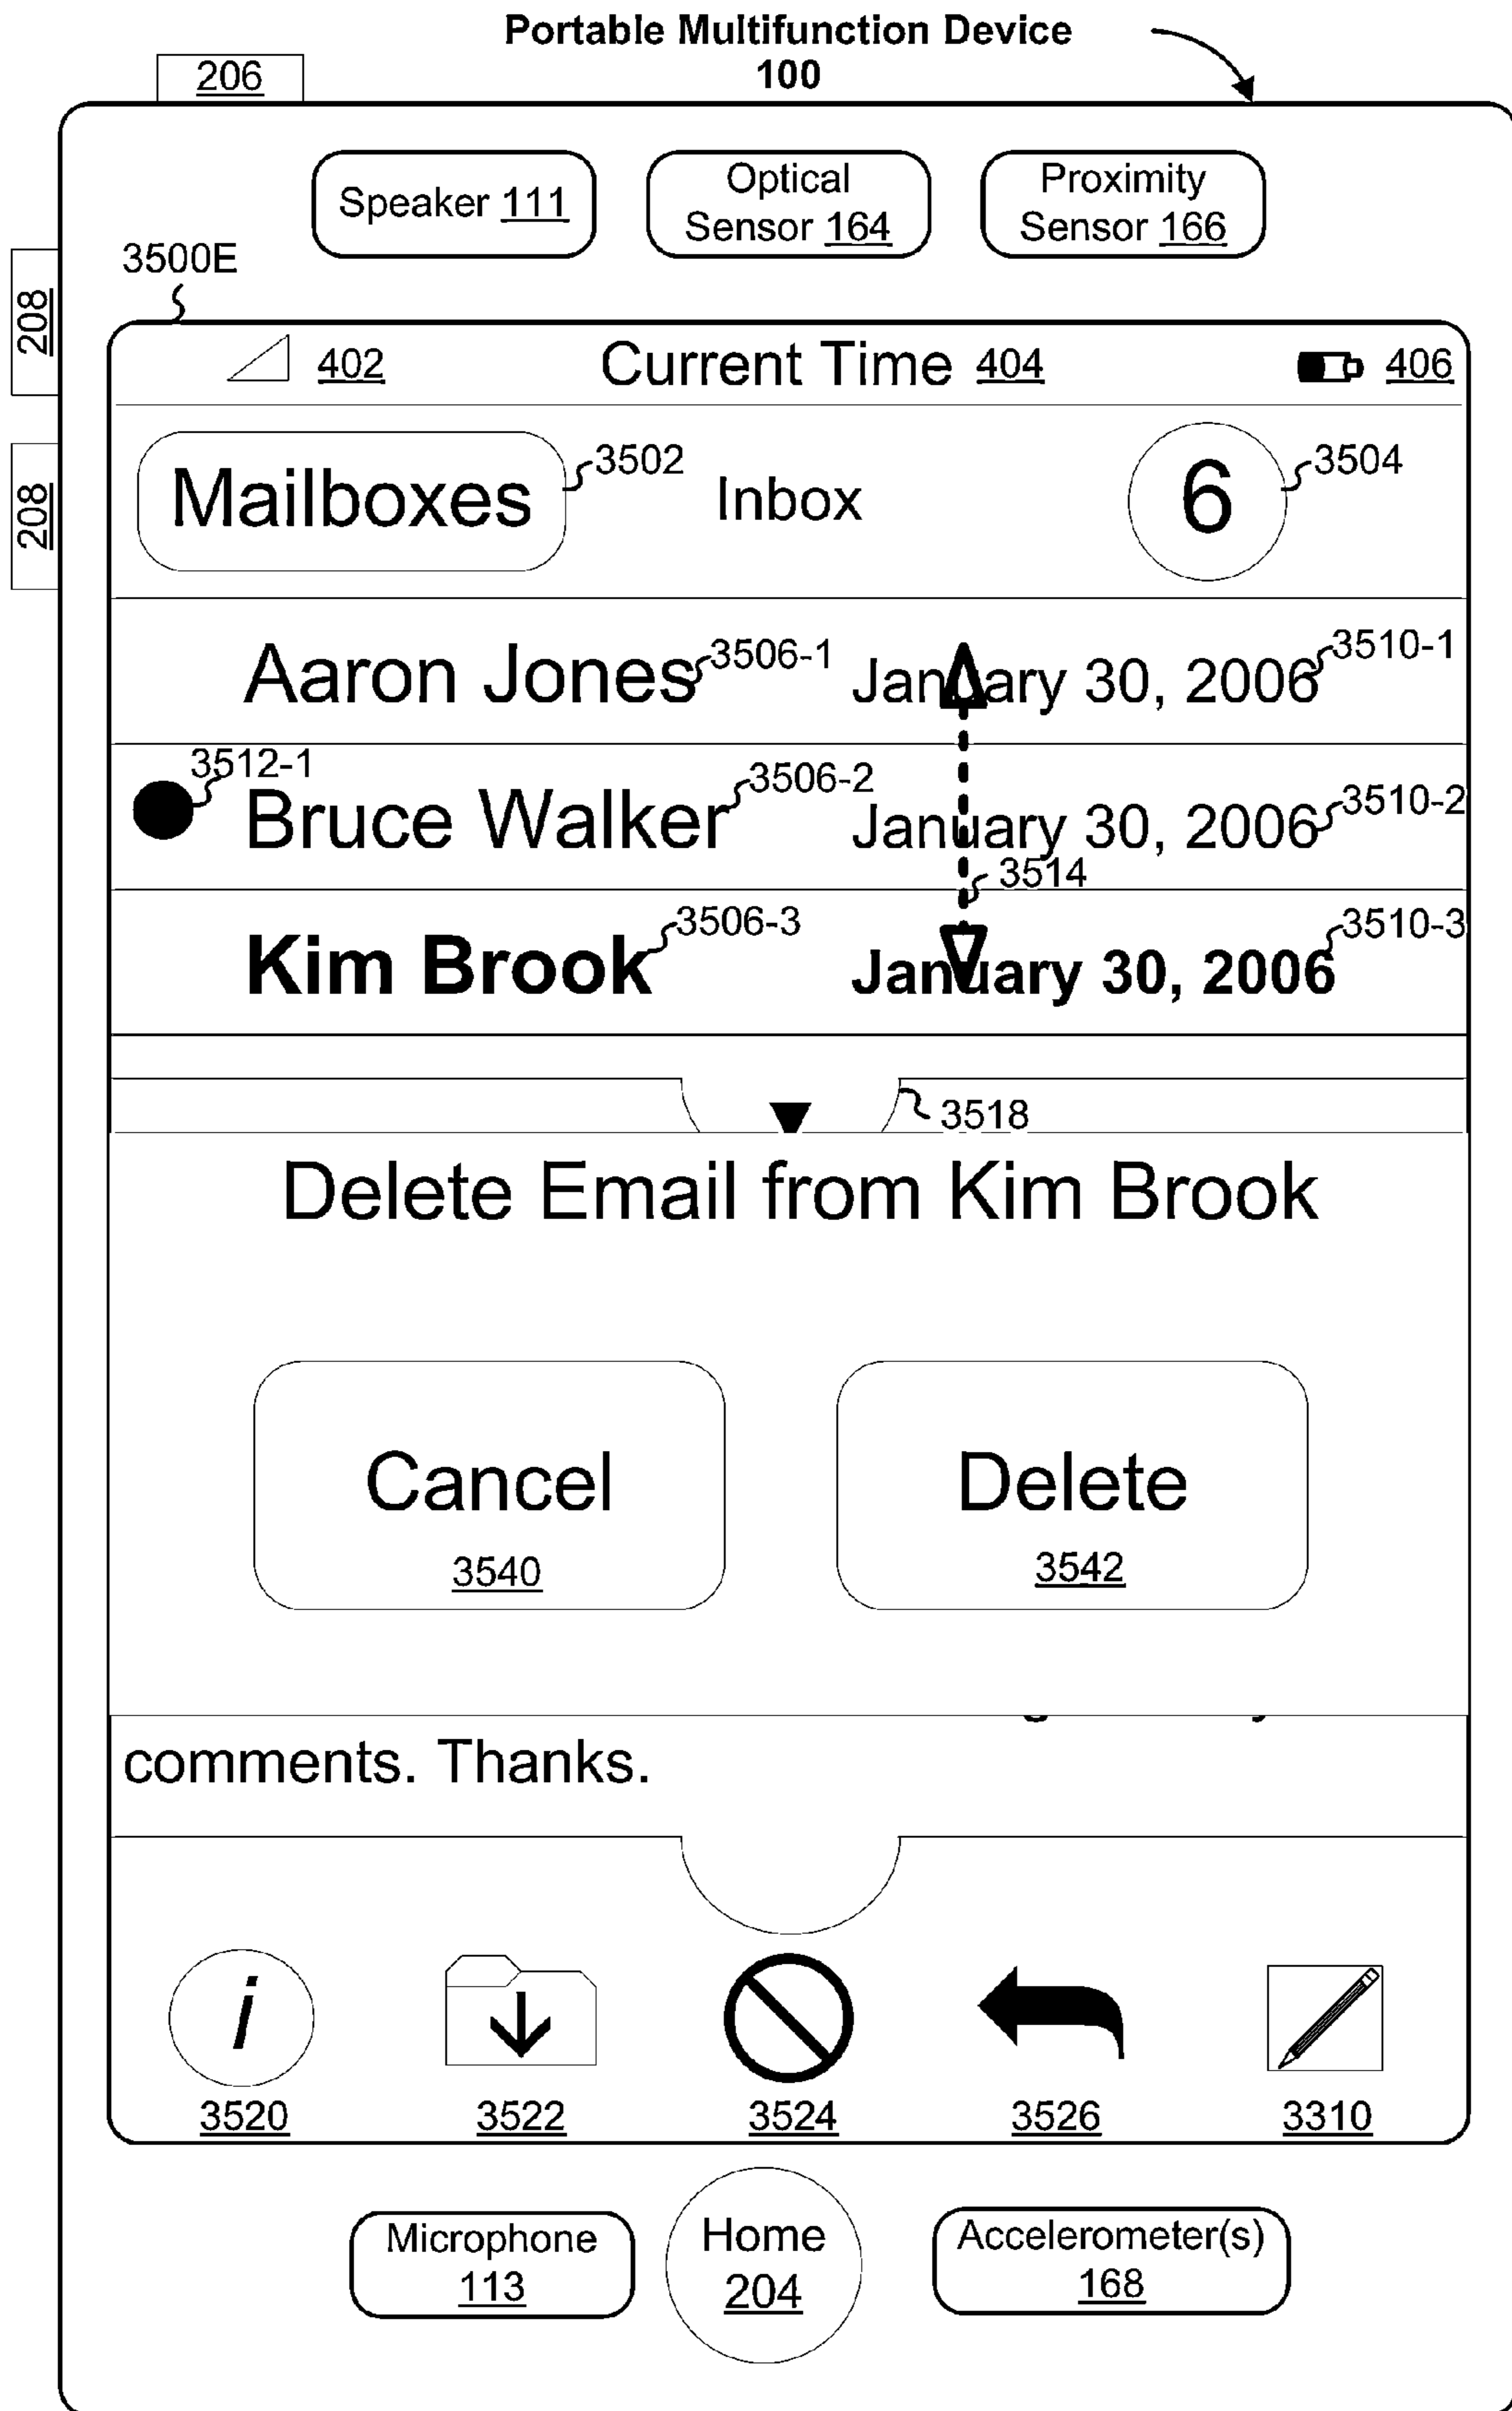 Portable Multifunction Device
100
206
Speaker 111
Optical
Sensor 164
Proximity
Sensor 166
3500E
208
208
402
Current Time 404
406
Mailboxes
3502
Inbox
6
3504
Aaron Jones
3506-1
January 30, 2006
3510-1
3512-1
Bruce Walker
3506-2
January 30, 2006
3510-2
3514
Kim Brook
3506-3
January 30, 2006
3510-3
3518
Delete Email from Kim Brook
Cancel
3540
Delete
3542
comments. Thanks.
i
3520
3522
3524
3526
3310
Microphone
113
Home
204
Accelerometer(s)
168